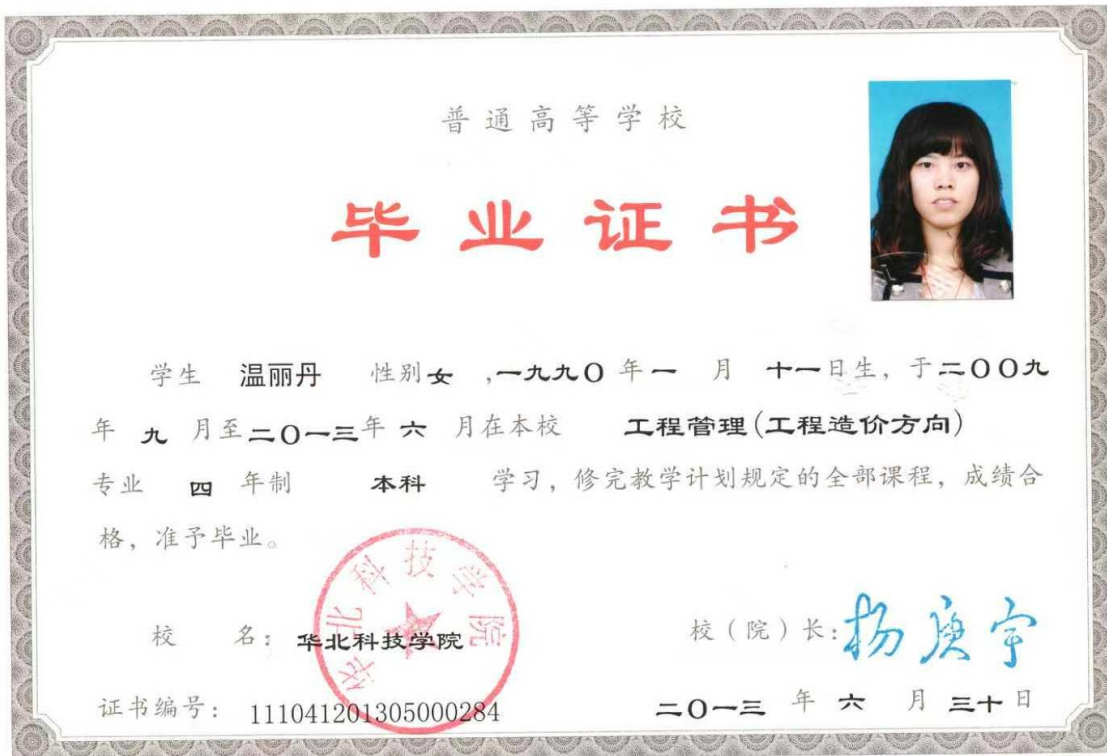 普通高等学校
毕业证书
学生 温丽丹 性别女 ,一九九〇年一 月 十一日生，于二〇〇九
年 九 月至二〇一三年 六 月在本校 工程管理(工程造价方向)
专业 四 年制 本科 学习，修完教学计划规定的全部课程，成绩合
格，准予毕业。
华北科技学院
校 名：华北科技学院
校（院）长：杨庚宇
证书编号：111041201305000284
二〇一三 年 六 月 三十日